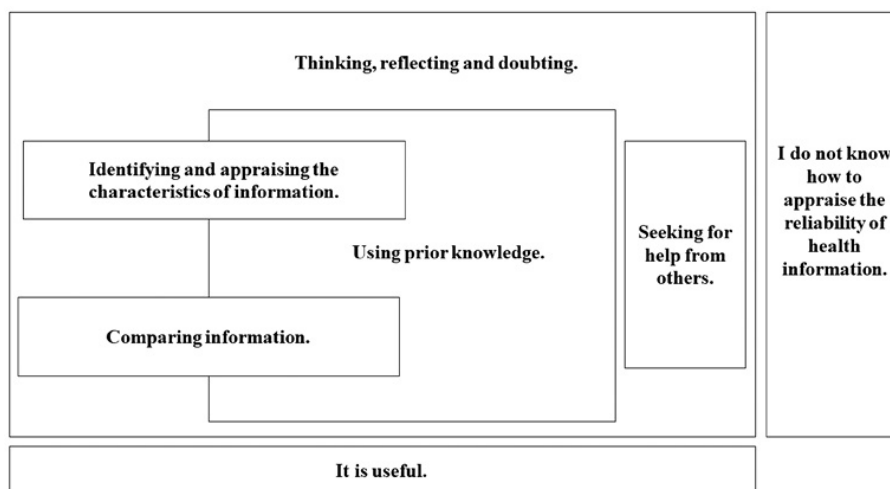 Thinking, reflecting and doubting.
Identifying and appraising the
characteristics of information.
Using prior knowledge.
Comparing information.
Seeking for
help from
others.
I do not know
how to
appraise the
reliability of
health
information.
It is useful.